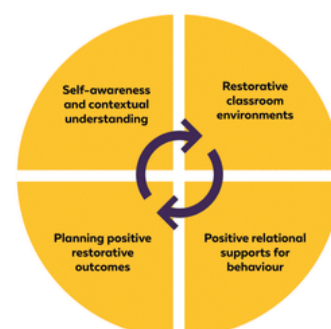 Self-awareness
and contextual
understanding
Restorative
classroom
environments
Planning positive
restorative
outcomes
Positive relational
supports for
behaviour